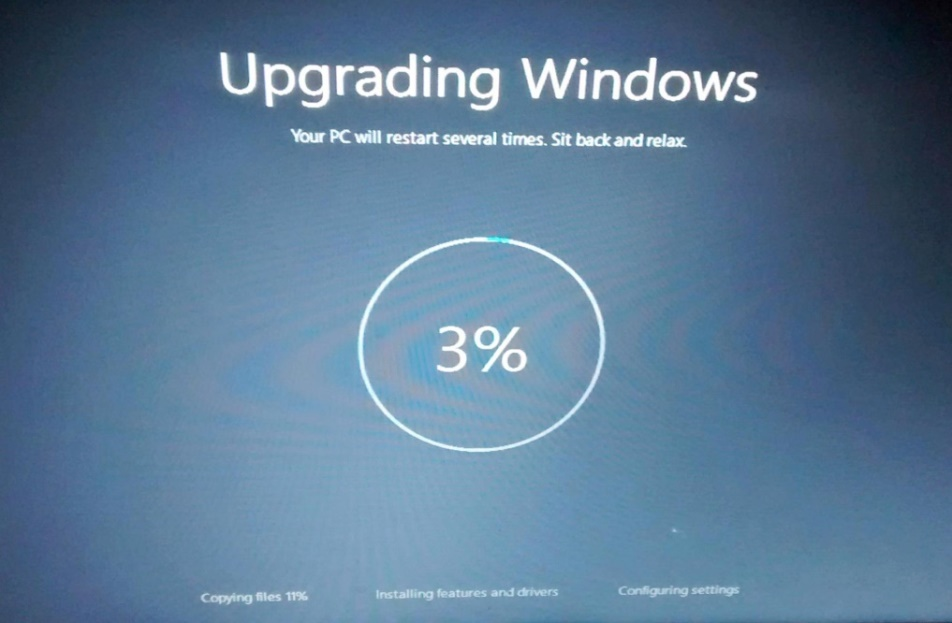 Upgrading Windows
Your PC will restart several times. Sit back and relax.
3%
Copying files 11% Installing features and drivers Configuring settings